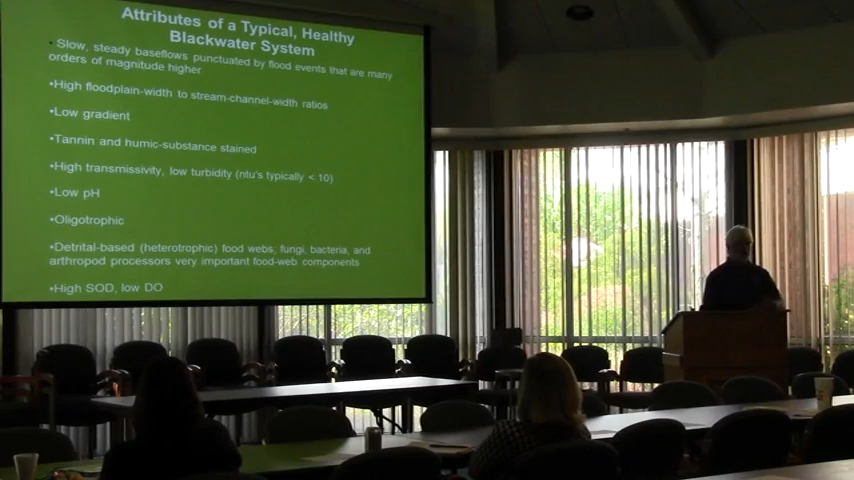 Attributes of a Typical, Healthy
Blackwater System
•Slow, steady baseflows punctuated by flood events that are many
orders of magnitude higher
•High floodplain-width to stream-channel-width ratios
•Low gradient
•Tannin and humic-substance stained
•High transmissivity, low turbidity (ntu's typically < 10)
•Low pH
•Oligotrophic
•Detrital-based (heterotrophic) food webs; fungi, bacteria, and
arthropod processors very important food-web components
•High SOD, low DO